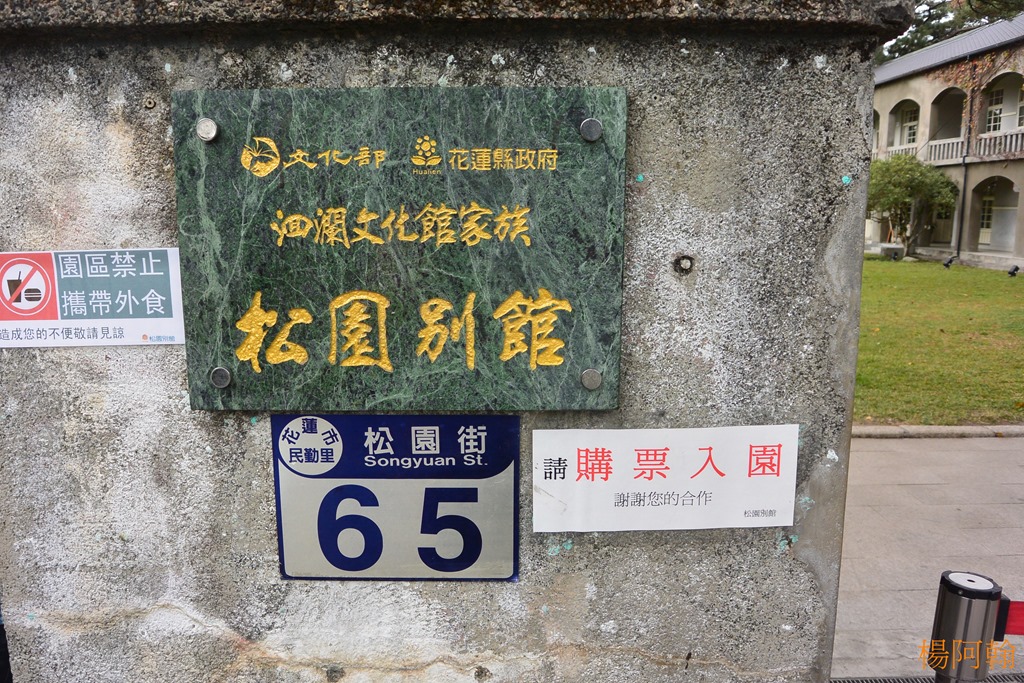 文化部 花蓮縣政府
Hualien
洄瀾文化館家族
松園別館
園區禁止
攜帶外食
造成您的不便敬請見諒 松園別館
花蓮市
民勤里
松園街
Songyuan St.
65
請購票入園
謝謝您的合作
松園別館
楊阿翰